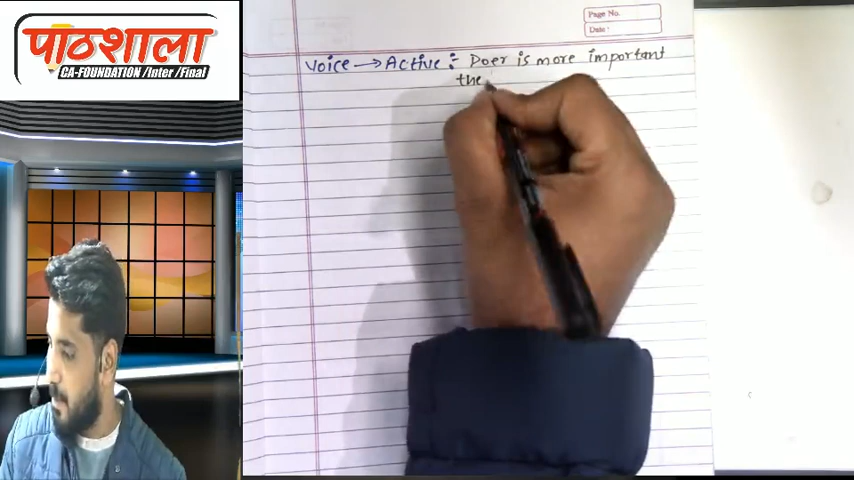 पाठशाला
CA-FOUNDATION/Inter/Final
Page No.
Date:
Voice → Active :- Doer is more important
the